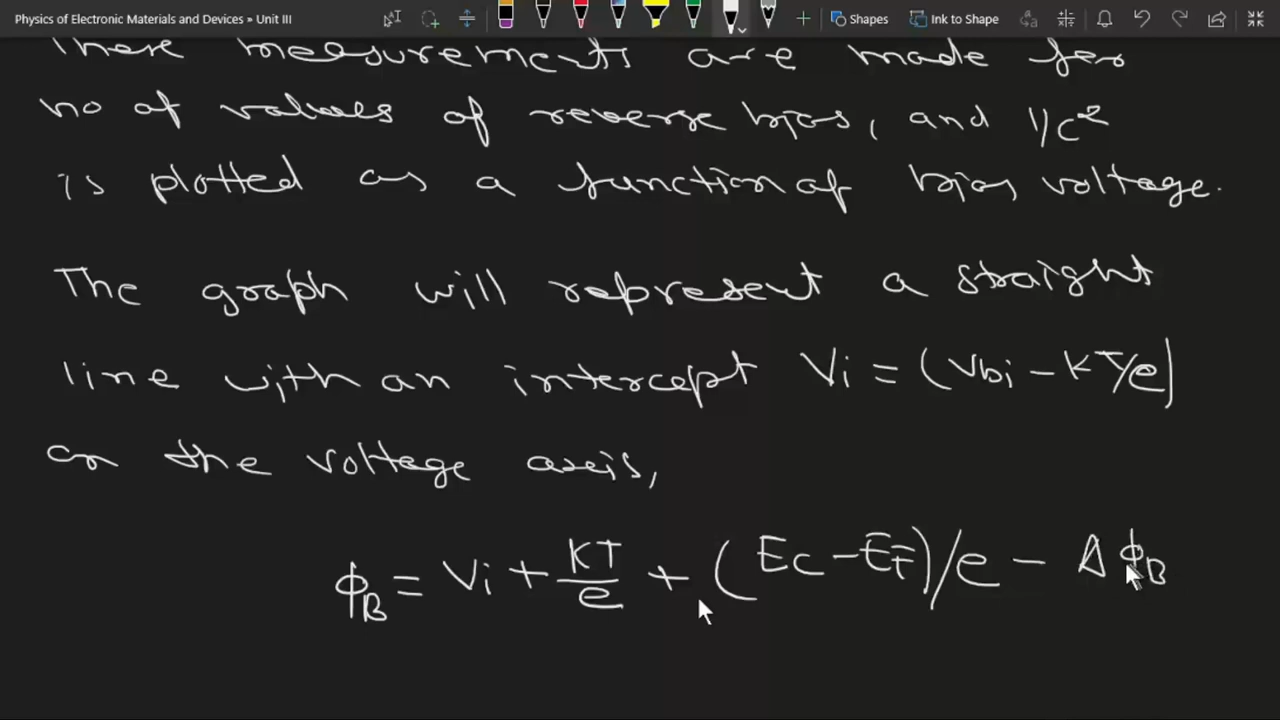 Physics of Electronic Materials and Devices » Unit III
Shapes
Ink to Shape
These measurements are made for
no of values of reverse bias, and 1/c²
is plotted as a function of bias voltage.
The graph will represent a straight
line with an intercept Vi = (Vbi - KT/e)
on the voltage axis,
ϕB = Vi + KT/e + (Ec - EF)/e - ΔϕB